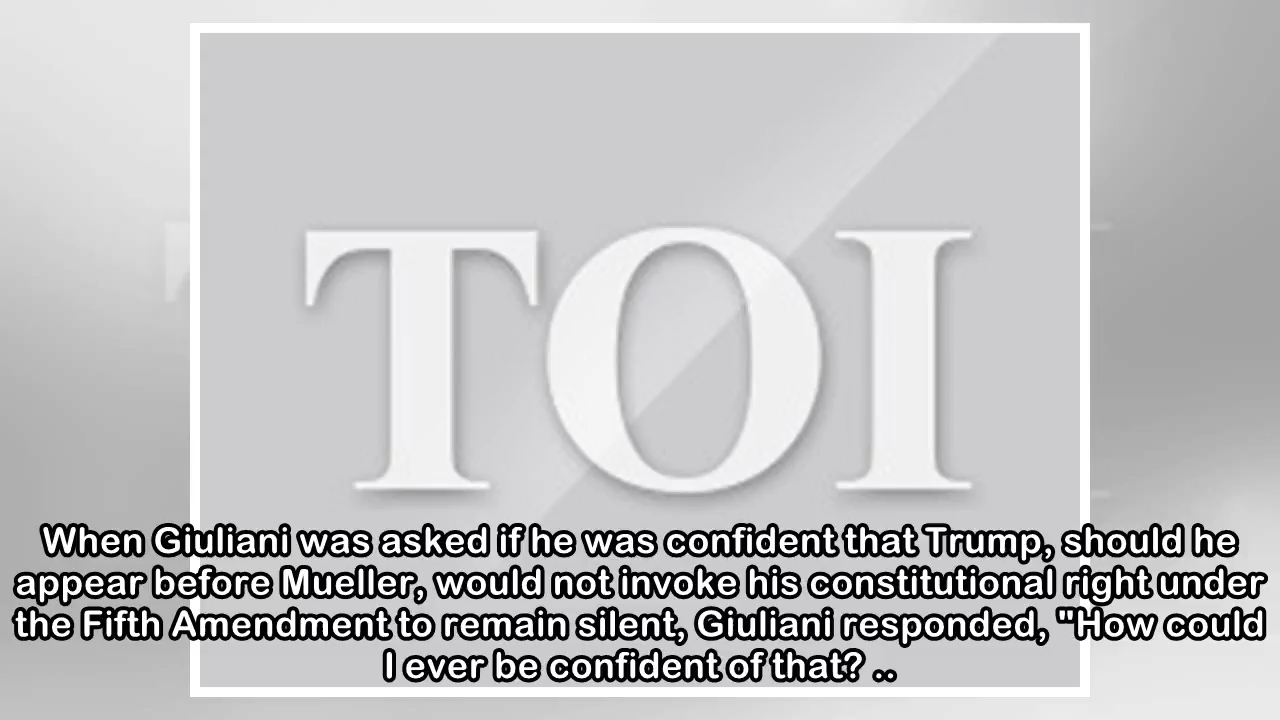 TOI
When Giuliani was asked if he was confident that Trump, should he
appear before Mueller, would not invoke his constitutional right under
the Fifth Amendment to remain silent, Giuliani responded, "How could
I ever be confident of that? ..